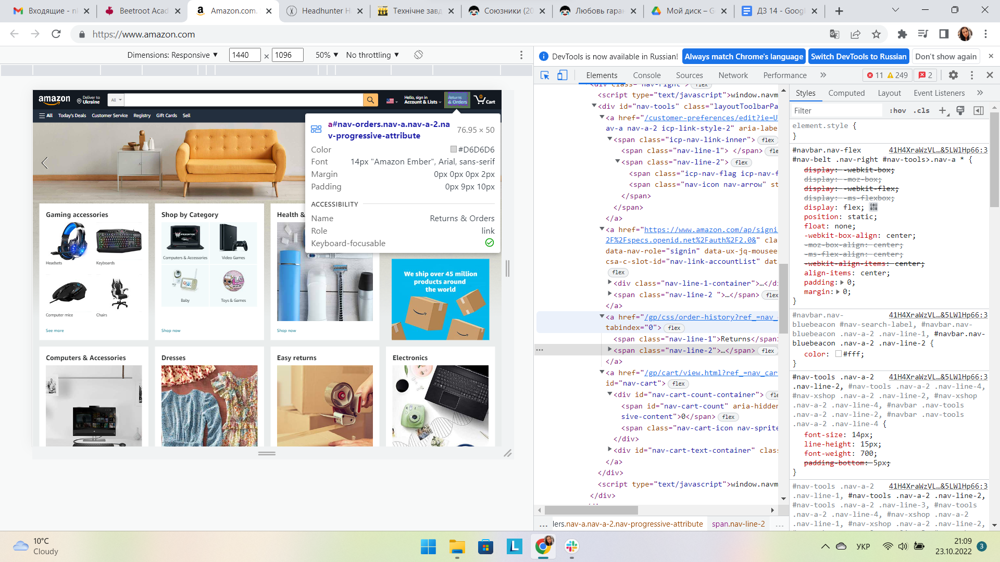 Входящие - n
Beetroot Acad
Amazon.com.
Headhunter H
Технічне завд
Союзники (20
Любовь гаран
Мой диск – G
ДЗ 14 - Googl
https://www.amazon.com
Dimensions: Responsive ▼ 1440 × 1096 50% ▼ No throttling ▼
DevTools is now available in Russian! Always match Chrome's language Switch DevTools to Russian Don't show again
Elements Console Sources Network Performance » 11 249 2
amazon
Deliver to
Ukraine
All
Hello, sign in
Account & Lists
Returns
& Orders
0
Cart
All Today's Deals Customer Service Registry Gift Cards Sell
a#nav-orders.nav-a.nav-a-2.na
v-progressive-attribute
76.95 × 50
Color #D6D6D6
Font 14px "Amazon Ember", Arial, sans-serif
Margin 0px 0px 0px 2px
Padding 0px 9px 10px
ACCESSIBILITY
Name Returns & Orders
Role link
Keyboard-focusable
Gaming accessories
Headsets
Keyboards
Computer mice
Chairs
See more
Shop by Category
PREDATOR
Computers & Accessories
Video Games
Baby
Toys & Games
Shop now
Health &
Shop now
We ship over 45 million
products around
the world
Computers & Accessories
Dresses
Easy returns
Electronics
<div class="nav-right"> flex
<script type="text/javascript">window.navm
<div id="nav-tools" class="layoutToolbarPa
<a href="/customer-preferences/edit?ie=U
av-a nav-a-2 icp-link-style-2" aria-labe
<span class="icp-nav-link-inner"> flex
<span class="nav-line-1"> </span> fle
<span class="nav-line-2"> flex
<span class="icp-nav-flag icp-nav-f
<span class="nav-icon nav-arrow" st
</span>
</span>
</a>
<a href="https://www.amazon.com/ap/signi
2F%2Fspecs.openid.net%2Fauth%2F2.0&" cla
data-nav-role="signin" data-ux-jq-mousee
csa-c-slot-id="nav-link-accountList" dat
flex
<div class="nav-line-1-container">…</di
<span class="nav-line-2 ">…</span> flex
</a>
<a href="/gp/css/order-history?ref_=nav_
tabindex="0"> flex
<span class="nav-line-1">Returns</span>
<span class="nav-line-2">…</span> flex
</a>
<a href="/gp/cart/view.html?ref_=nav_car
id="nav-cart"> flex
<div id="nav-cart-count-container"> fle
<span id="nav-cart-count" aria-hidden
sive-content">0</span> flex
<span class="nav-cart-icon nav-sprite
</div>
<div id="nav-cart-text-container" clas
</a>
</div>
<script type="text/javascript">window.navm
</div>
… lers.nav-a.nav-a-2.nav-progressive-attribute span.nav-line-2 …
Styles Computed Layout Event Listeners »
Filter :hov .cls +
element.style {
}
#navbar.nav-flex 41H4XraWzVL…&5LWlHp66:3
#nav-belt .nav-right #nav-tools>.nav-a * {
display: -webkit-box;
display: -moz-box;
display: -webkit-flex;
display: -ms-flexbox;
display: flex;
position: static;
float: none;
-webkit-box-align: center;
-moz-box-align: center;
-ms-flex-align: center;
-webkit-align-items: center;
align-items: center;
padding: 0;
margin: 0;
}
#navbar.nav- 41H4XraWzVL…&5LWlHp66:3
bluebeacon #nav-search-label, #navbar.nav-
bluebeacon .nav-a-2 .nav-line-1, #navbar.nav-
bluebeacon .nav-a-2 .nav-line-2 {
color: #fff;
}
#nav-tools .nav-a-2 41H4XraWzVL…&5LWlHp66:3
.nav-line-2, #nav-tools .nav-a-2 .nav-line-4,
#nav-xshop .nav-a-2 .nav-line-2, #nav-xshop
.nav-a-2 .nav-line-4, #navbar .nav-tools
.nav-a-2 .nav-line-2, #navbar .nav-tools
.nav-a-2 .nav-line-4 {
font-size: 14px;
line-height: 15px;
font-weight: 700;
padding-bottom: 5px;
}
#nav-tools .nav-a-2 41H4XraWzVL…&5LWlHp66:3
.nav-line-1, #nav-tools .nav-a-2 .nav-line-2,
#nav-tools .nav-a-2 .nav-line-3, #nav-tools
.nav-a-2 .nav-line-4, #nav-xshop .nav-a-2
.nav-line-1, #nav-xshop .nav-a-2 .nav-line-2,
10°C
Cloudy
УКР
21:09
23.10.2022
3